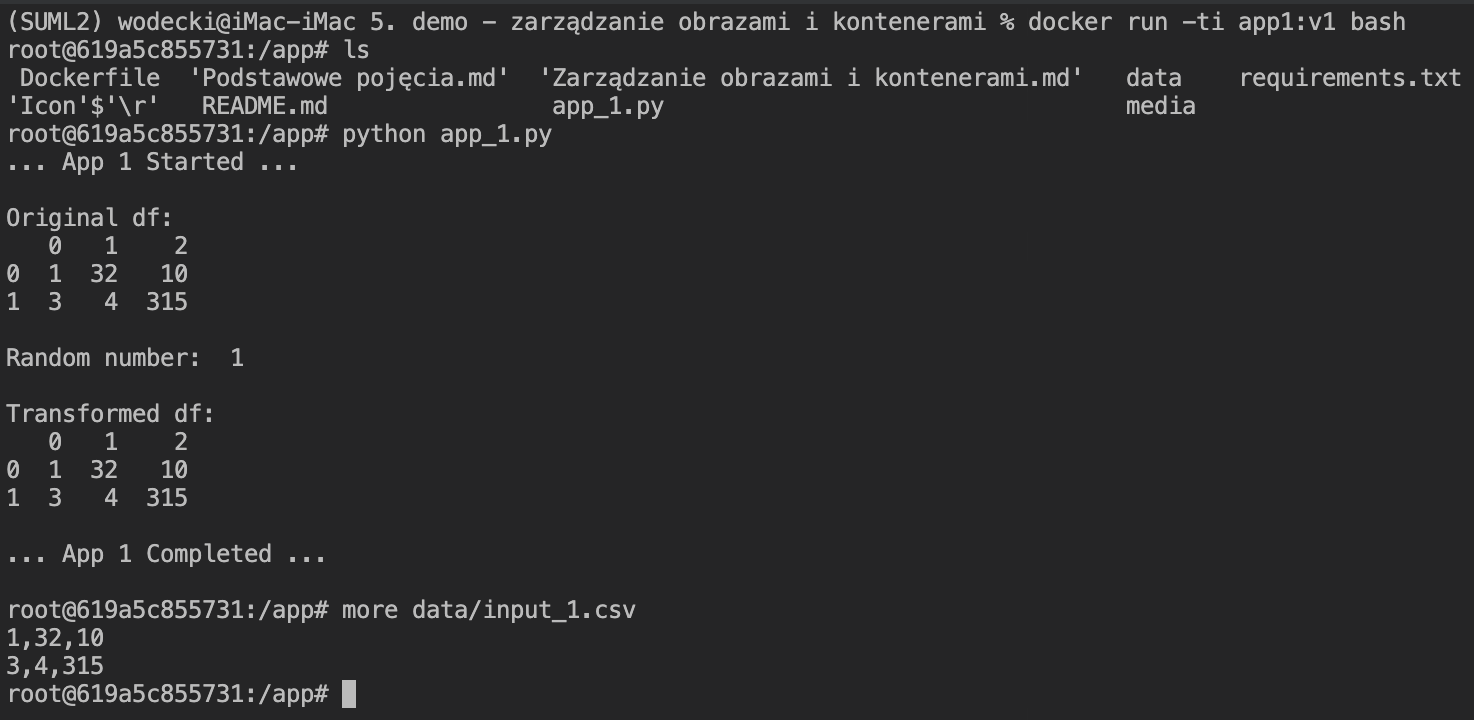 (SUML2) wodecki@iMac-iMac 5. demo – zarządzanie obrazami i kontenerami % docker run -ti app1:v1 bash
root@619a5c855731:/app# ls
 Dockerfile  'Podstawowe pojęcia.md'  'Zarządzanie obrazami i kontenerami.md'   data    requirements.txt
'Icon'$'\r'   README.md                app_1.py                                 media
root@619a5c855731:/app# python app_1.py
... App 1 Started ...
Original df:
   0   1    2
0  1  32   10
1  3   4  315
Random number:  1
Transformed df:
   0   1    2
0  1  32   10
1  3   4  315
... App 1 Completed ...
root@619a5c855731:/app# more data/input_1.csv
1,32,10
3,4,315
root@619a5c855731:/app#